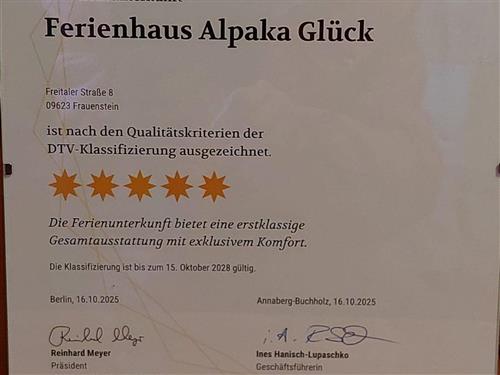 Ferienhaus Alpaka Glück
Freitaler Straße 8
09623 Frauenstein
ist nach den Qualitätskriterien der
DTV-Klassifizierung ausgezeichnet.
Die Ferienunterkunft bietet eine erstklassige
Gesamtausstattung mit exklusivem Komfort.
Die Klassifizierung ist bis zum 15. Oktober 2028 gültig.
Berlin, 16.10.2025
Annaberg-Buchholz, 16.10.2025
i. A.
Reinhard Meyer
Präsident
Ines Hanisch-Lupaschko
Geschäftsführerin